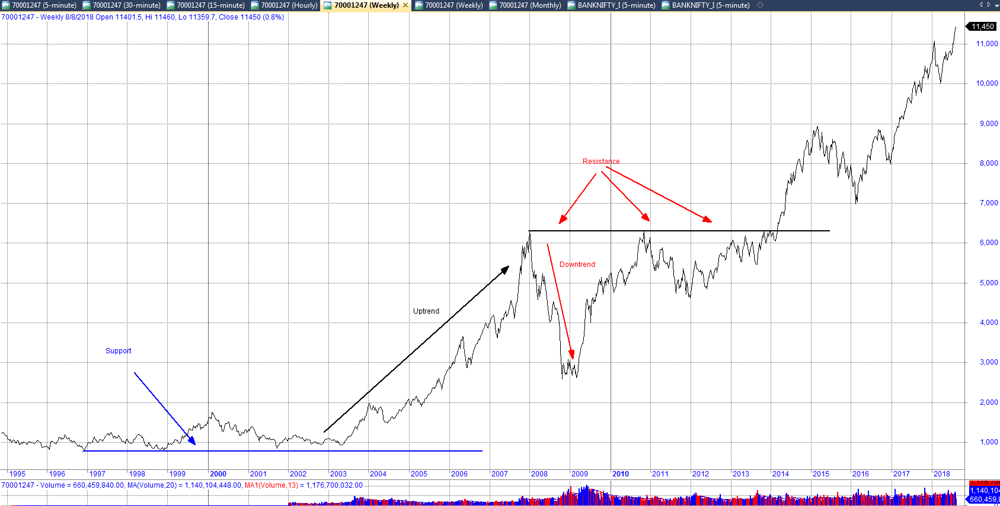 70001247 (5-minute) 70001247 (30-minute) 70001247 (15-minute) 70001247 (Hourly) 70001247 (Weekly) 70001247 (Weekly) 70001247 (Monthly) BANKNIFTY_I (5-minute) BANKNIFTY_I (5-minute)
70001247 - Weekly 8/8/2018 Open 11401.5, Hi 11460, Lo 11359.7, Close 11450 (0.8%)
11,450
11,000
10,000
9,000
8,000
7,000
6,000
5,000
4,000
3,000
2,000
1,000
Resistance
Downtrend
Uptrend
Support
1995 1996 1997 1998 1999 2000 2001 2002 2003 2004 2005 2006 2007 2008 2009 2010 2011 2012 2013 2014 2015 2016 2017 2018
70001247 - Volume = 660,459,840.00, MA(Volume,20) = 1,140,104,448.00, MA1(Volume,13) = 1,176,700,032.00
1,140,104
660,459,8